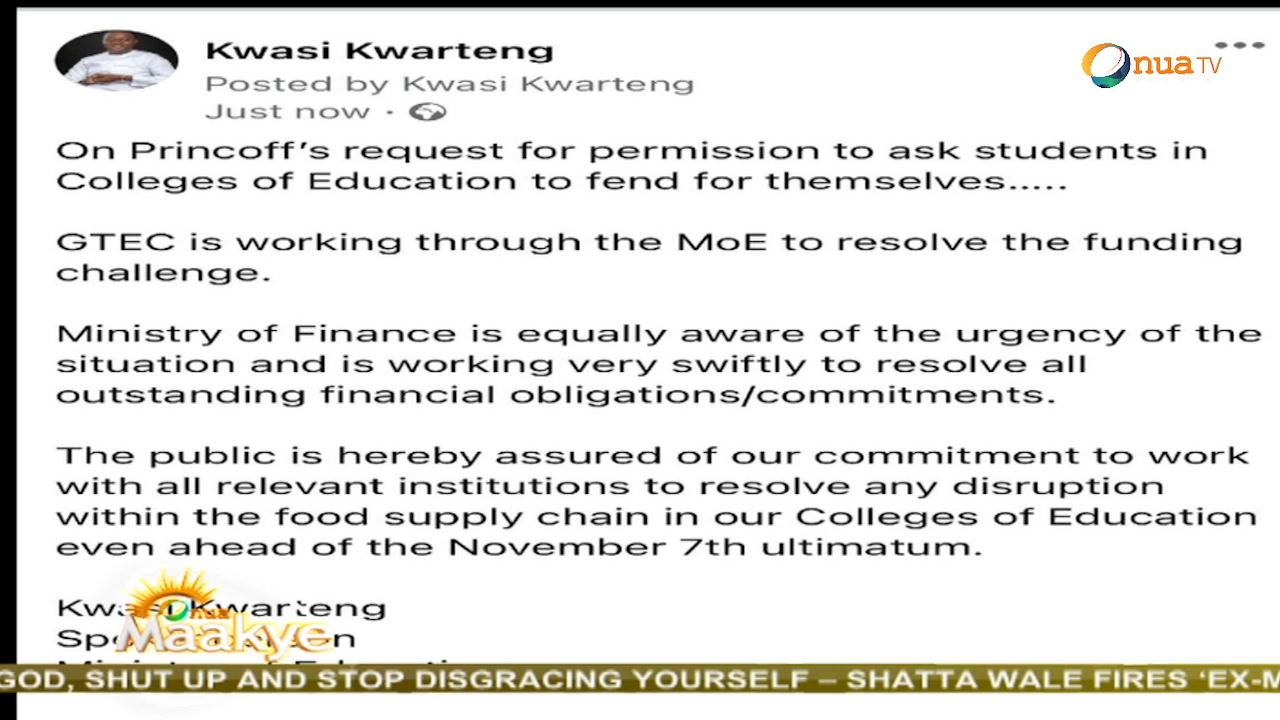 Kwasi Kwarteng
Posted by Kwasi Kwarteng
Just now ·
Onua TV
On Princoff's request for permission to ask students in
Colleges of Education to fend for themselves.....
GTEC is working through the MoE to resolve the funding
challenge.
Ministry of Finance is equally aware of the urgency of the
situation and is working very swiftly to resolve all
outstanding financial obligations/commitments.
The public is hereby assured of our commitment to work
with all relevant institutions to resolve any disruption
within the food supply chain in our Colleges of Education
even ahead of the November 7th ultimatum.
Kwasi Kwarteng
Onua
Maakye
GOD, SHUT UP AND STOP DISGRACING YOURSELF – SHATTA WALE FIRES ‘EX-M